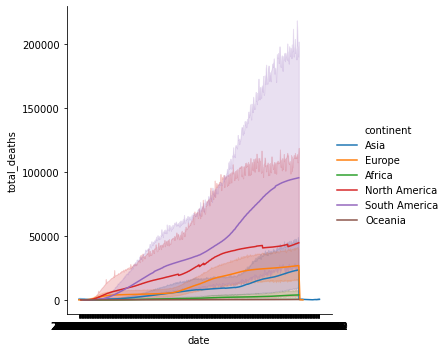 200000
150000
100000
50000
0
total_deaths
date
continent
Asia
Europe
Africa
North America
South America
Oceania